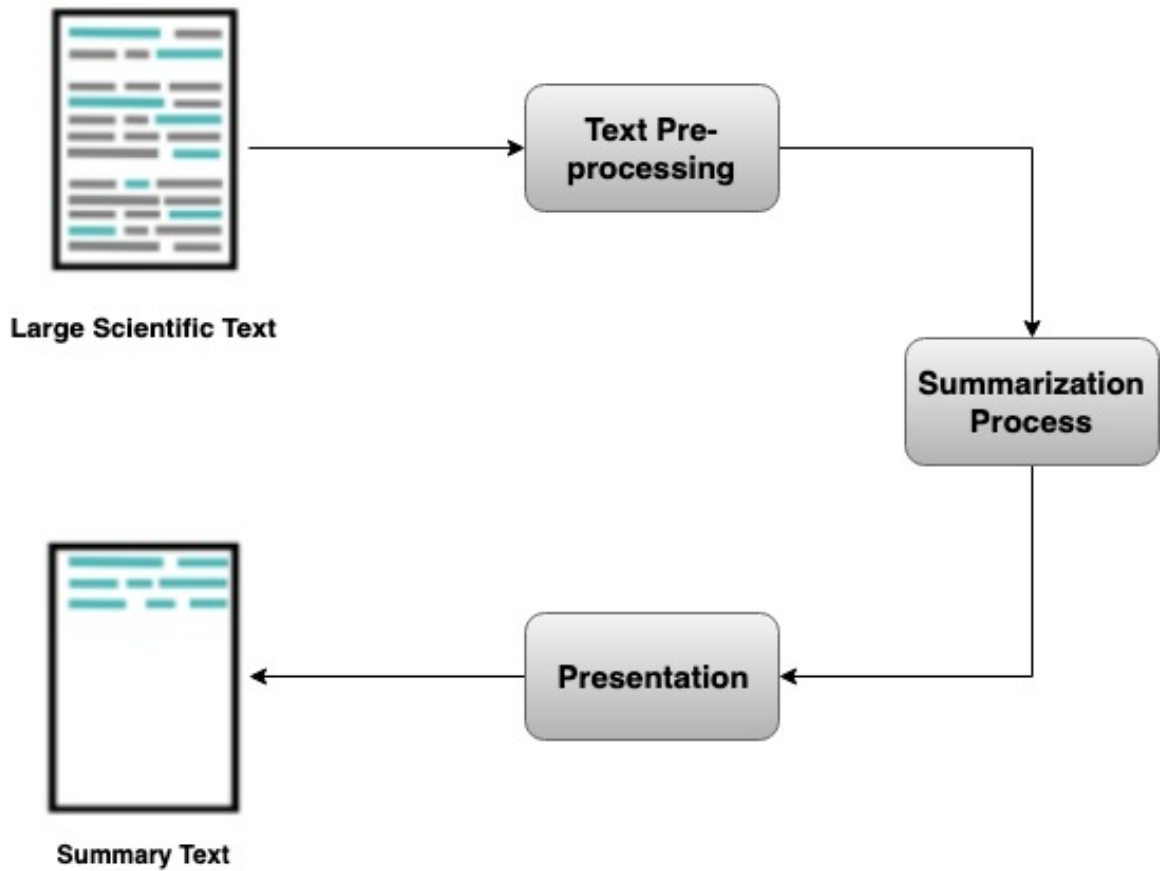 Text Pre-
processing
Large Scientific Text
Summarization
Process
Presentation
Summary Text